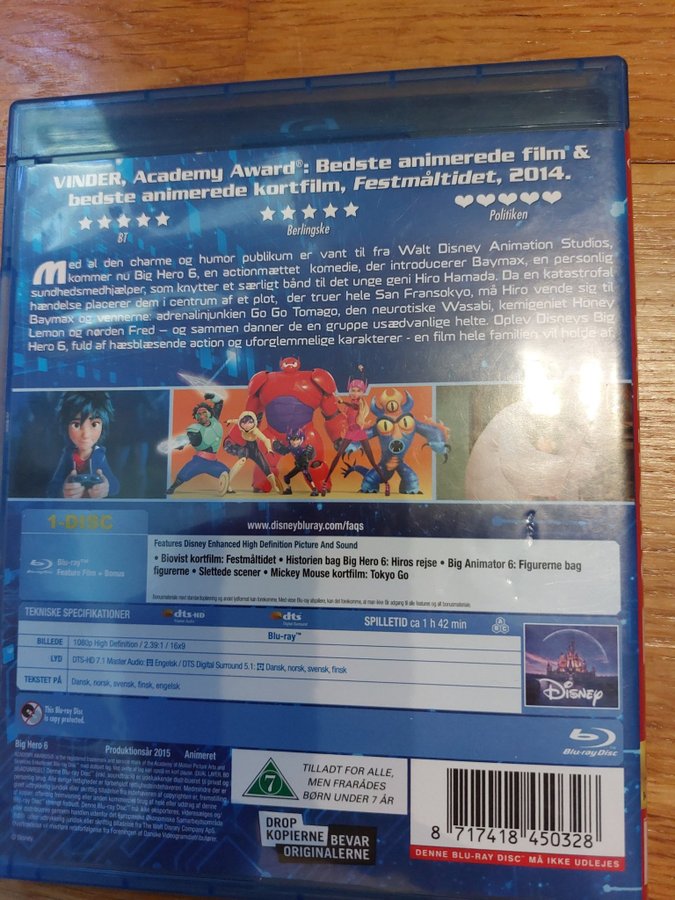 VINDER, Academy Award®: Bedste animerede film &
bedste animerede kortfilm, Festmåltidet, 2014.
BT
Berlingske
Politiken
Med al den charme og humor publikum er vant til fra Walt Disney Animation Studios,
kommer nu Big Hero 6, en actionmættet komedie, der introducerer Baymax, en personlig
sundhedsmedhjælper, som knytter et særligt bånd til det unge geni Hiro Hamada. Da en katastrofal
hændelse placerer dem i centrum af et plot, der truer hele San Fransokyo, må Hiro vende sig til
Baymax og vennerne: adrenalinjunkien Go Go Tomago, den neurotiske Wasabi, kemigeniet Honey
Lemon og nørden Fred – og sammen danner de en gruppe usædvanlige helte. Oplev Disneys Big
Hero 6, fuld af hæsblæsende action og uforglemmelige karakterer - en film hele familien vil holde af.
1-DISC
www.disneybluray.com/faqs
Blu-ray™
Feature Film + Bonus
Features Disney Enhanced High Definition Picture And Sound
• Biovist kortfilm: Festmåltidet • Historien bag Big Hero 6: Hiros rejse • Big Animator 6: Figurerne bag
figurerne • Slettede scener • Mickey Mouse kortfilm: Tokyo Go
TEKNISKE SPECIFIKATIONER
dts-HD
dts
Digital Surround
SPILLETID ca 1 h 42 min
ABC
Blu-ray™
BILLEDE 1080p High Definition / 2.39:1 / 16x9
LYD DTS-HD 7.1 Master Audio: Engelsk / DTS Digital Surround 5.1: Dansk, norsk, svensk, finsk
TEKSTET PÅ Dansk, norsk, svensk, finsk, engelsk
Disney
This Blu-ray Disc
is copy protected.
Blu-ray Disc
Big Hero 6 Produktionsår 2015 Animeret
© Disney
7
TILLADT FOR ALLE,
MEN FRARÅDES
BØRN UNDER 7 ÅR
DROP
KOPIERNE BEVAR
ORIGINALERNE
8 717418 450328
DENNE BLU-RAY DISC™ MÅ IKKE UDLEJES